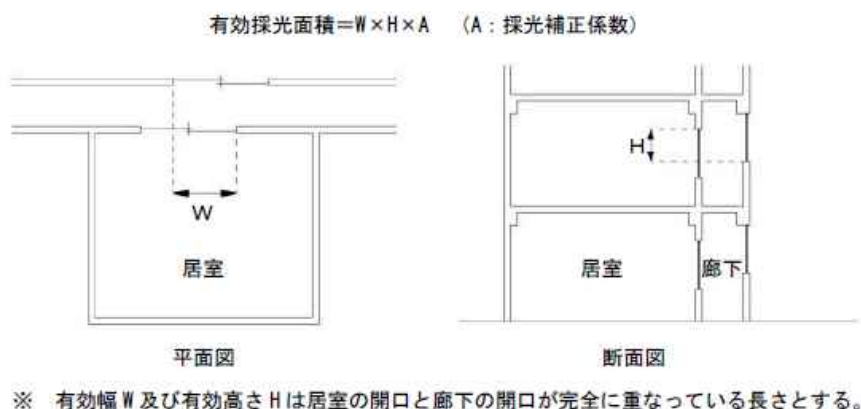 有効採光面積＝W×H×A　（A：採光補正係数）
W
居室
平面図
H
居室
廊下
断面図
※　有効幅W及び有効高さHは居室の開口と廊下の開口が完全に重なっている長さとする。